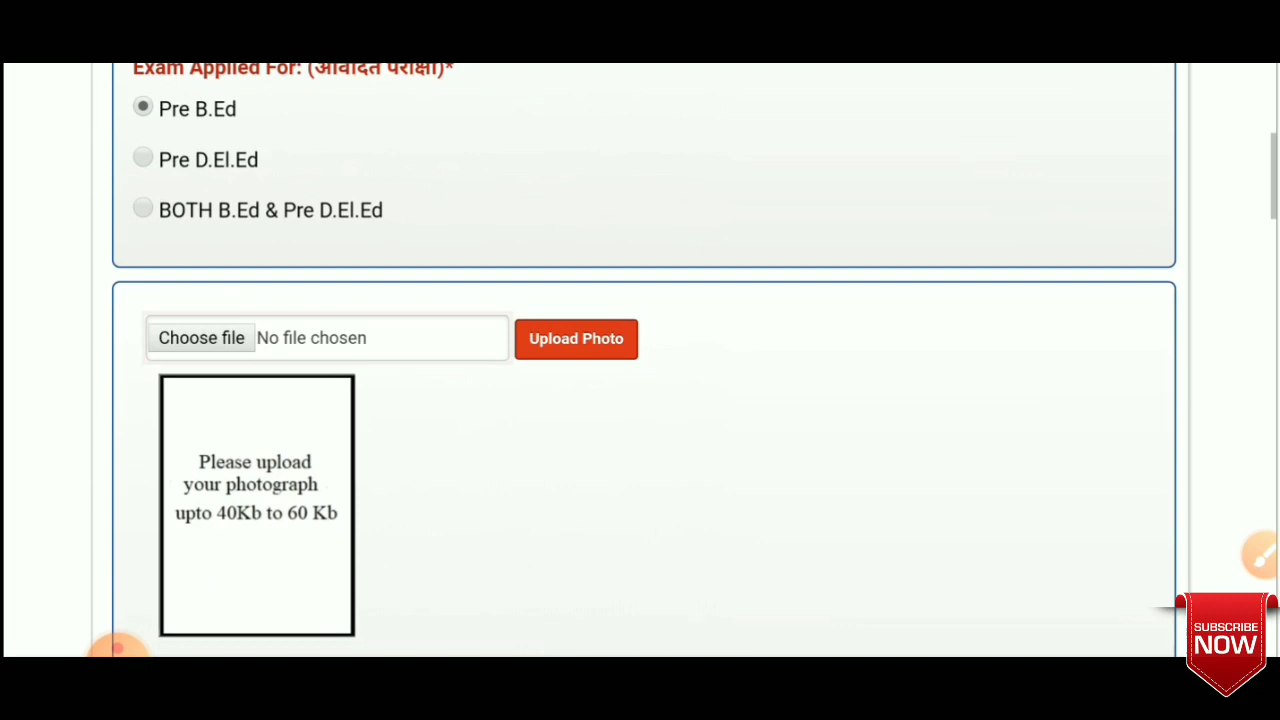 Exam Applied For: (आवेदित परीक्षा)*
Pre B.Ed
Pre D.El.Ed
BOTH B.Ed & Pre D.El.Ed
Choose file No file chosen Upload Photo
Please upload
your photograph
upto 40Kb to 60 Kb
SUBSCRIBE
NOW